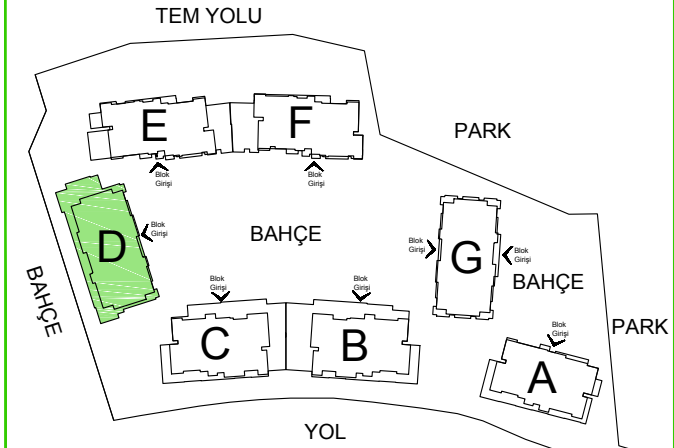 TEM YOLU
E
F
PARK
Blok
Girişi
Blok
Girişi
D
Blok
Girişi
BAHÇE
Blok
Girişi
G
Blok
Girişi
BAHÇE
BAHÇE
Blok
Girişi
Blok
Girişi
C
B
Blok
Girişi
PARK
A
YOL